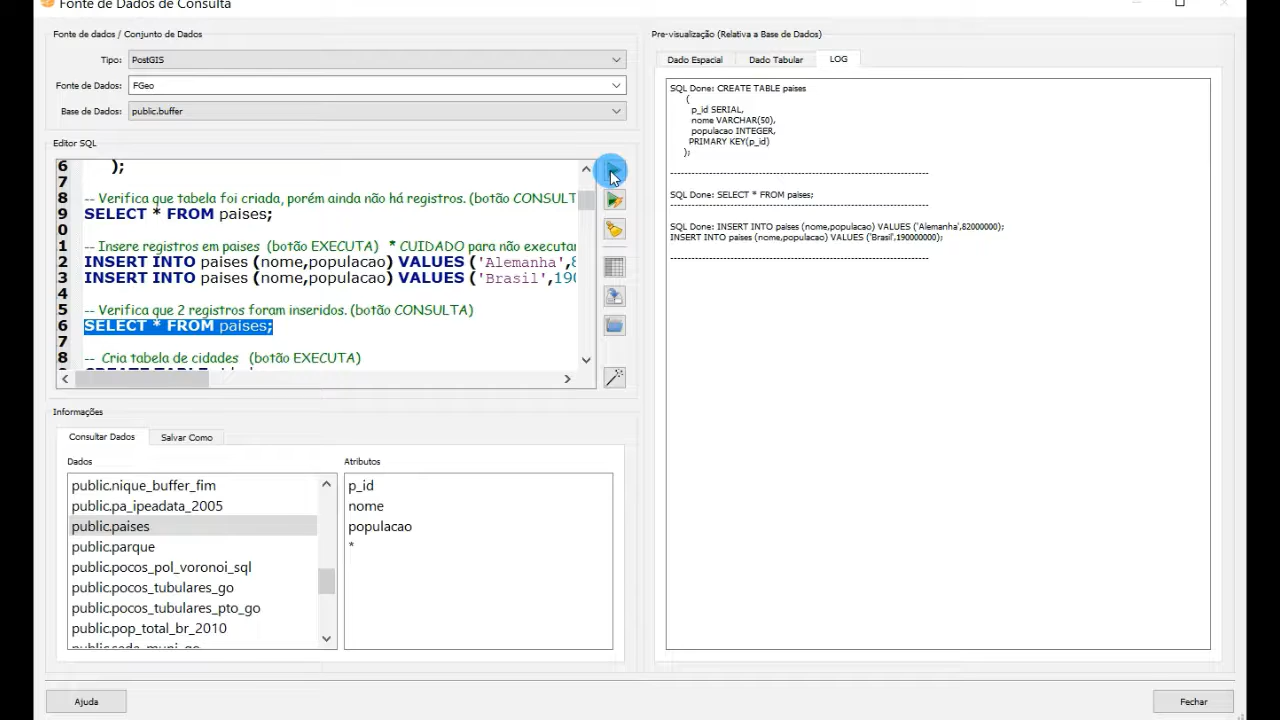 Fonte de Dados de Consulta
Fonte de dados / Conjunto de Dados
Tipo: PostGIS
Fonte de Dados: FGeo
Base de Dados: public.buffer
Editor SQL
6 );
7
8 -- Verifica que tabela foi criada, porém ainda não há registros. (botão CONSULT
9 SELECT * FROM paises;
0
1 -- Insere registros em paises (botão EXECUTA) * CUIDADO para não executar
2 INSERT INTO paises (nome,populacao) VALUES ('Alemanha',8
3 INSERT INTO paises (nome,populacao) VALUES ('Brasil',190
4
5 -- Verifica que 2 registros foram inseridos. (botão CONSULTA)
6 SELECT * FROM paises;
7
8 -- Cria tabela de cidades (botão EXECUTA)
Informações
Consultar Dados Salvar Como
Dados
public.nique_buffer_fim
public.pa_ipeadata_2005
public.paises
public.parque
public.pocos_pol_voronoi_sql
public.pocos_tubulares_go
public.pocos_tubulares_pto_go
public.pop_total_br_2010
Atributos
p_id
nome
populacao
*
Pre-visualização (Relativa a Base de Dados)
Dado Espacial Dado Tabular LOG
SQL Done: CREATE TABLE paises
(
p_id SERIAL,
nome VARCHAR(50),
populacao INTEGER,
PRIMARY KEY(p_id)
);
------------------------------------------------------------------------
SQL Done: SELECT * FROM paises;
------------------------------------------------------------------------
SQL Done: INSERT INTO paises (nome,populacao) VALUES ('Alemanha',82000000);
INSERT INTO paises (nome,populacao) VALUES ('Brasil',190000000);
------------------------------------------------------------------------
Ajuda
Fechar